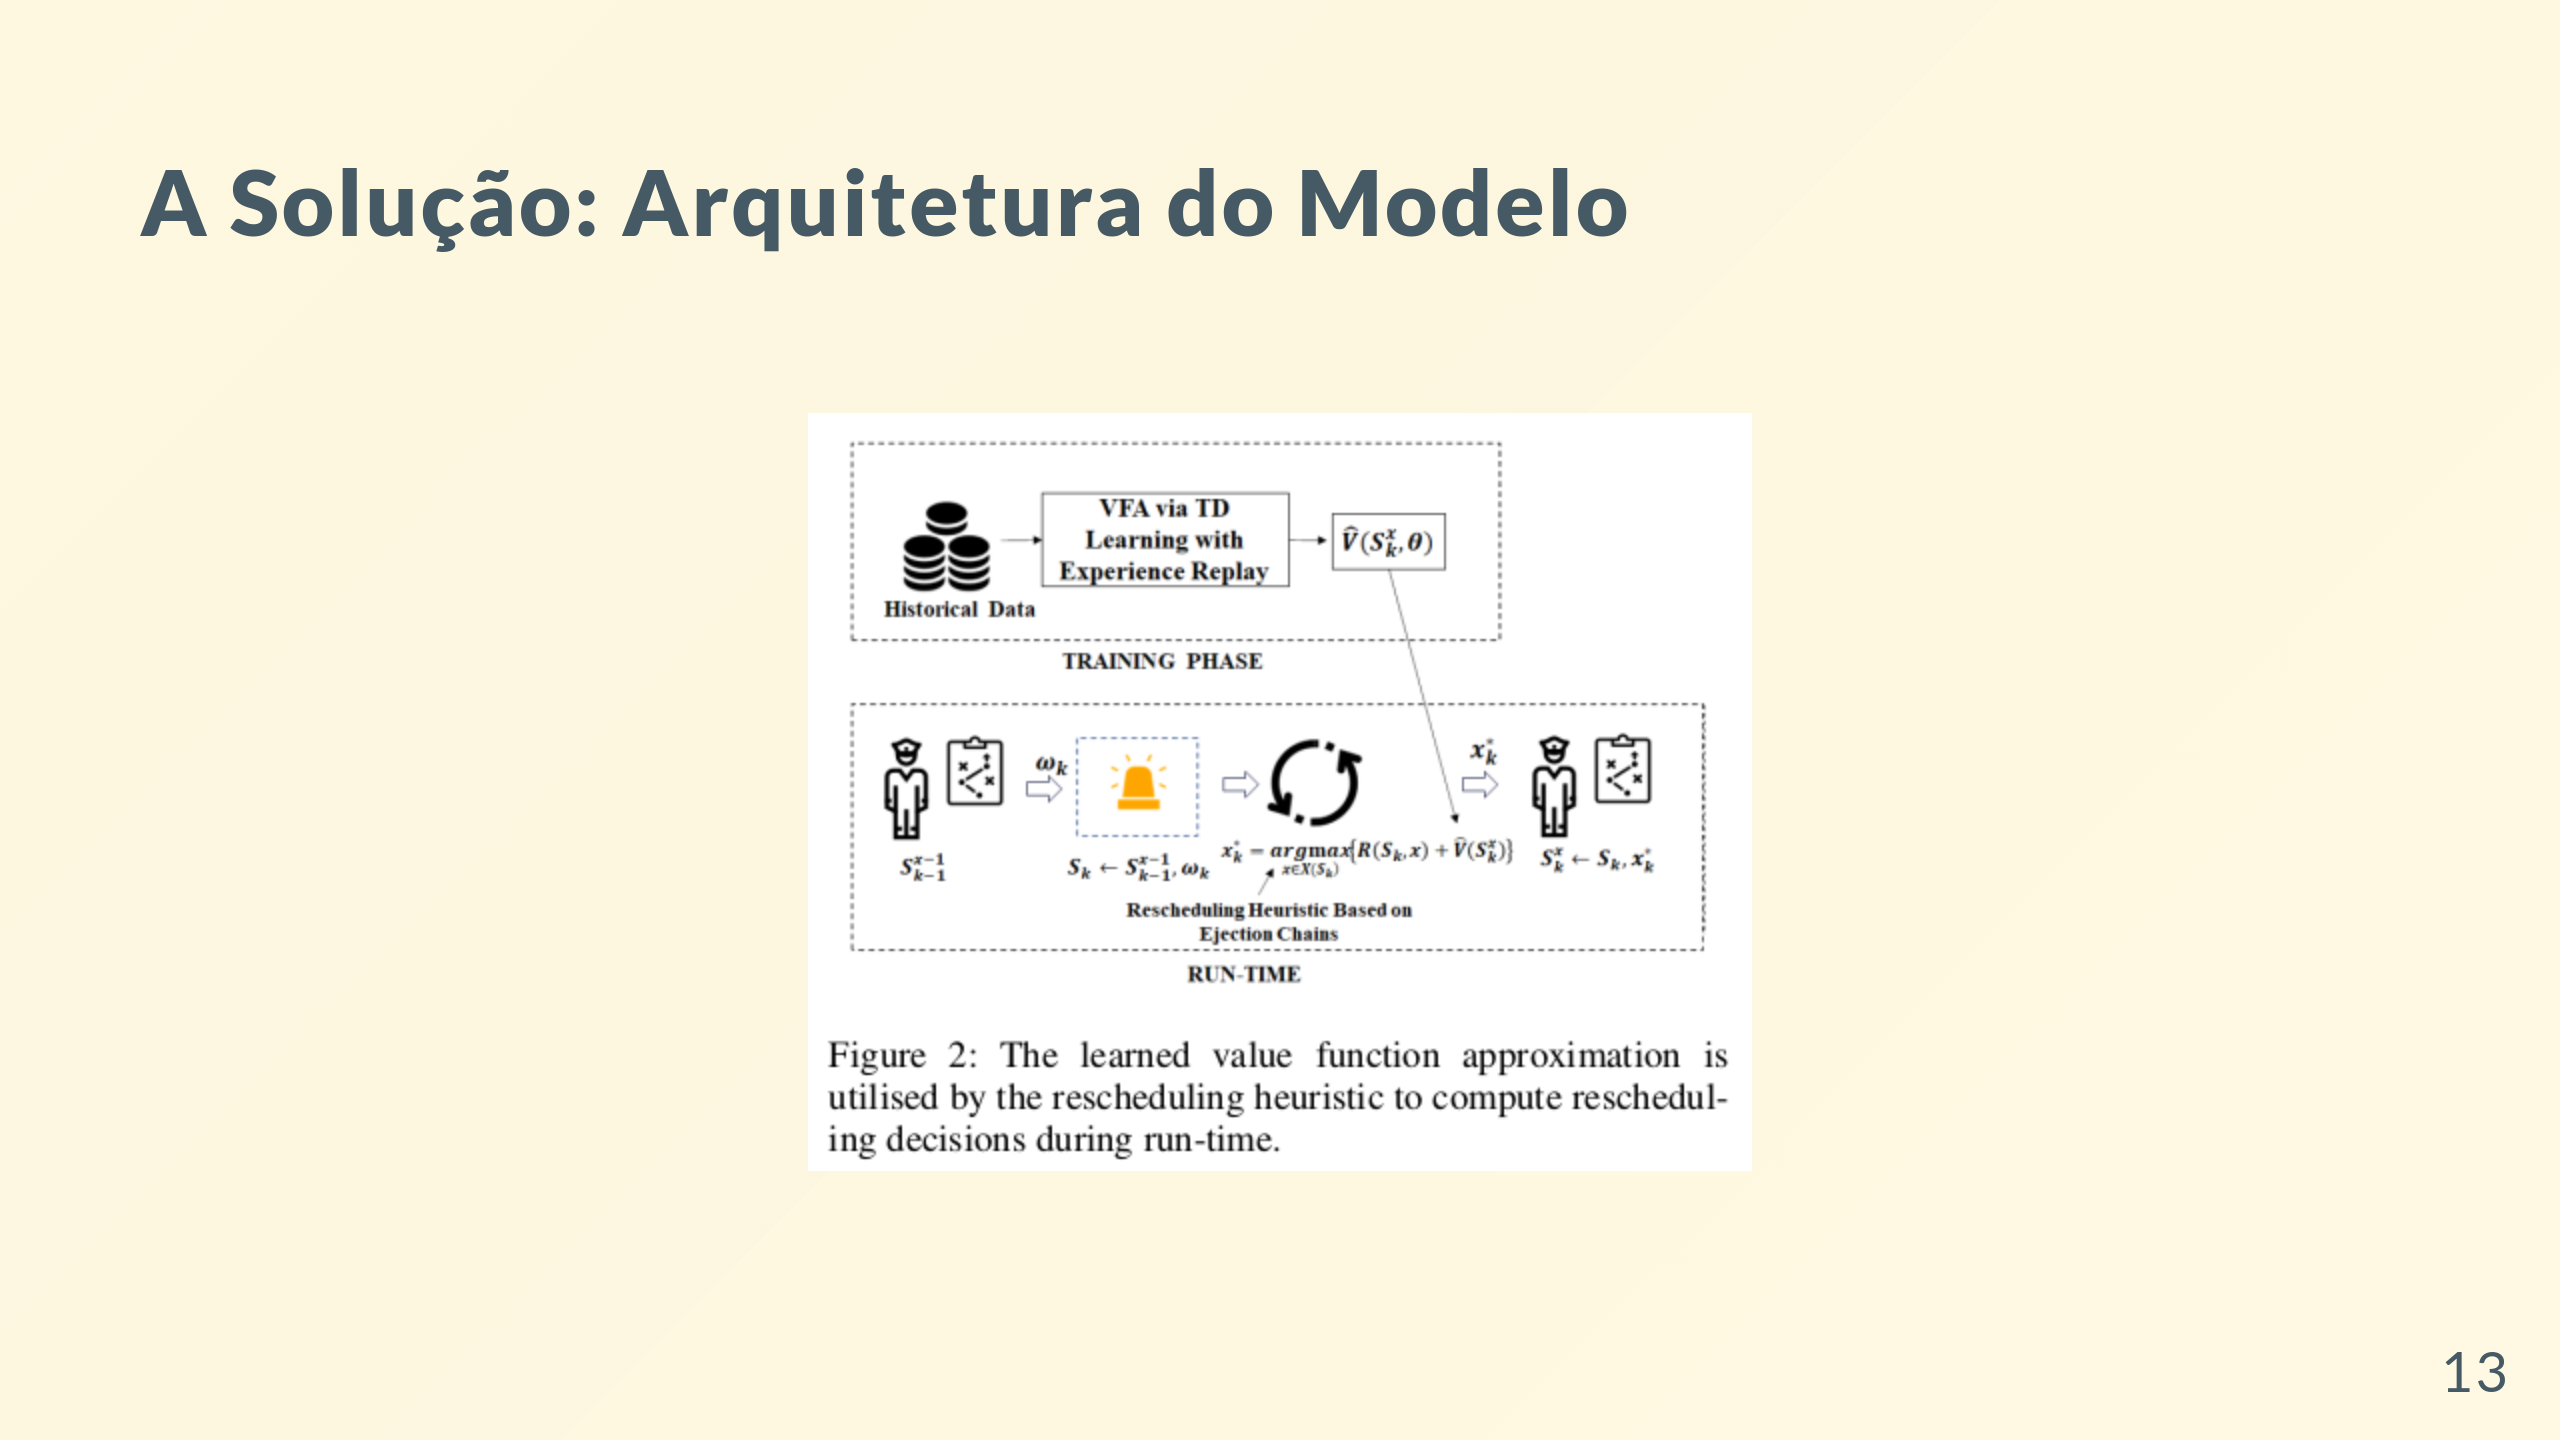 A Solução: Arquitetura do Modelo
VFA via TD
Learning with
Experience Replay
V̂(S_k^x, θ)
Historical Data
TRAINING PHASE
ω_k
x_k^*
S_{k-1}^{x-1}
S_k ← S_{k-1}^{x-1}, ω_k
x_k^* = argmax{R(S_k, x) + V̂(S_k^x)}
x∈X(S_k)
S_k^x ← S_k, x_k^*
Rescheduling Heuristic Based on
Ejection Chains
RUN-TIME
Figure 2: The learned value function approximation is
utilised by the rescheduling heuristic to compute reschedul-
ing decisions during run-time.
13